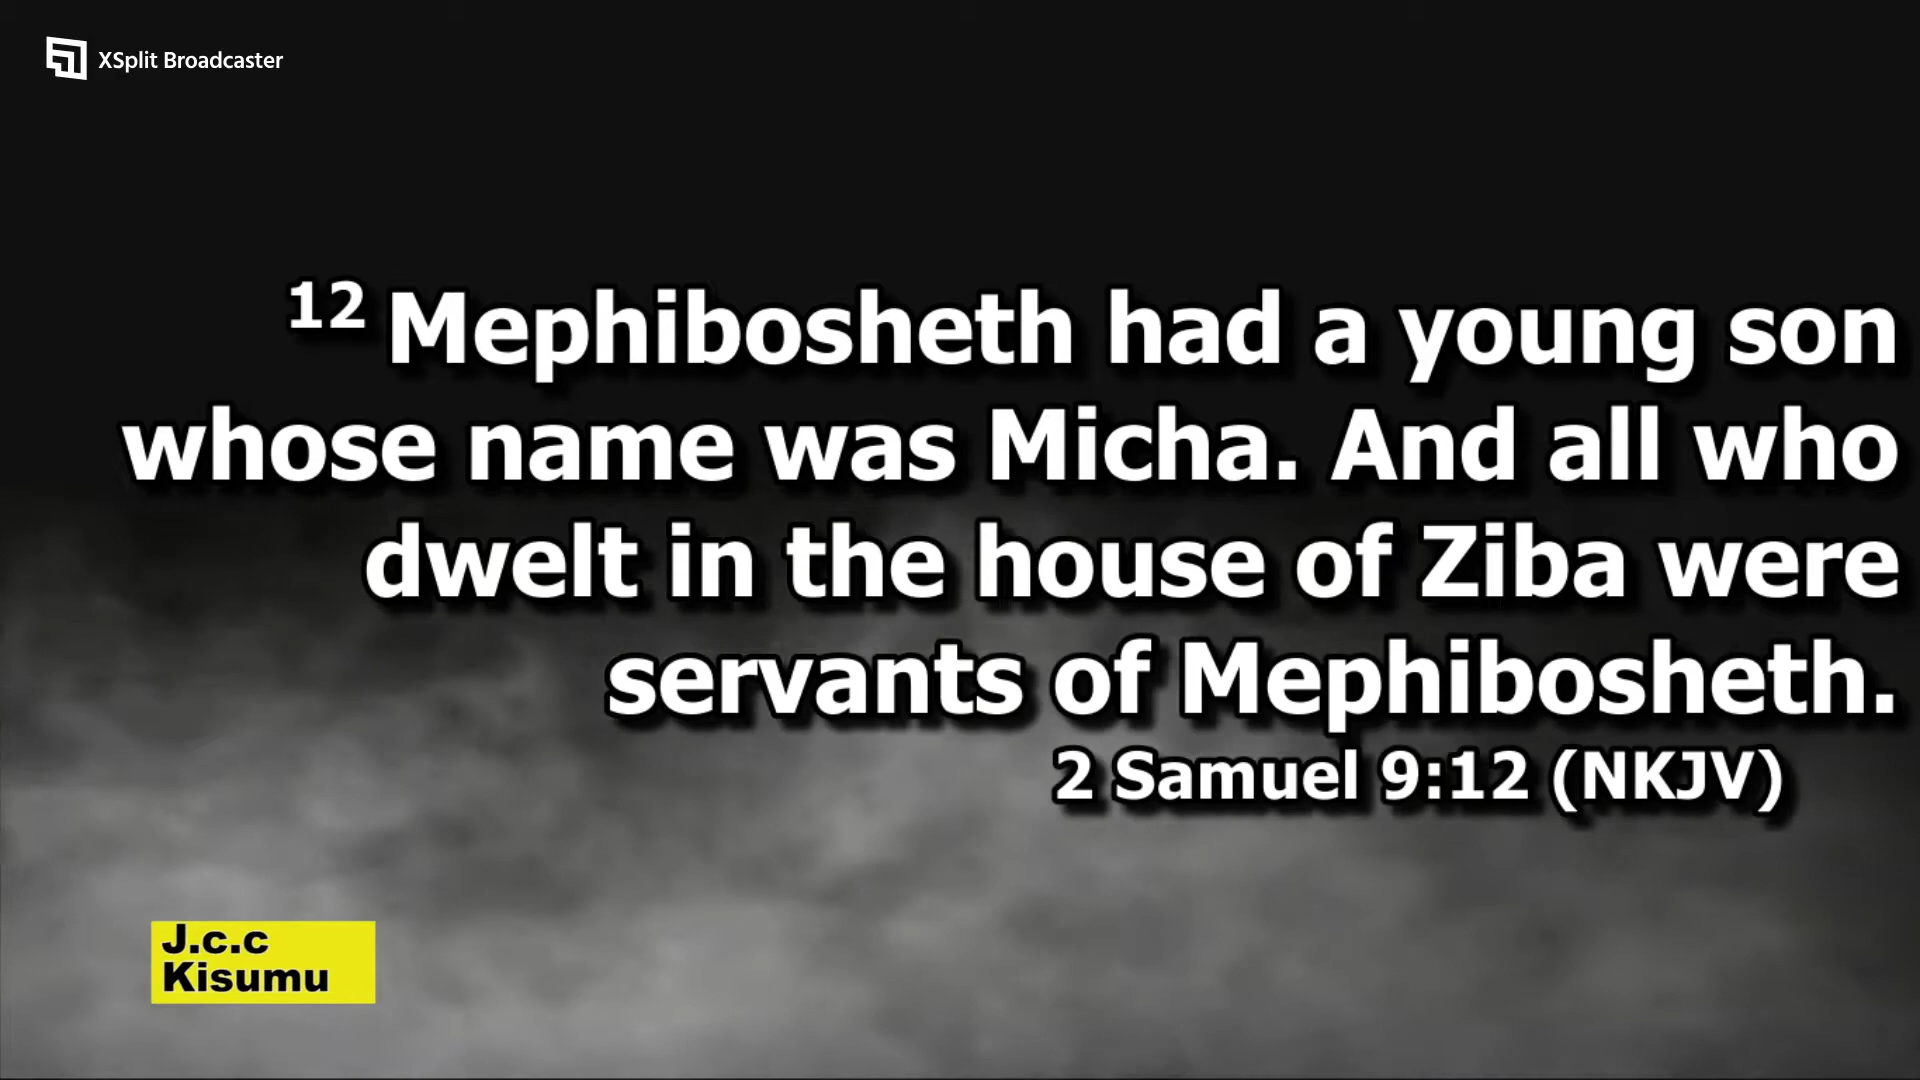 XSplit Broadcaster
12 Mephibosheth had a young son
whose name was Micha. And all who
dwelt in the house of Ziba were
servants of Mephibosheth.
2 Samuel 9:12 (NKJV)
J.c.c
Kisumu